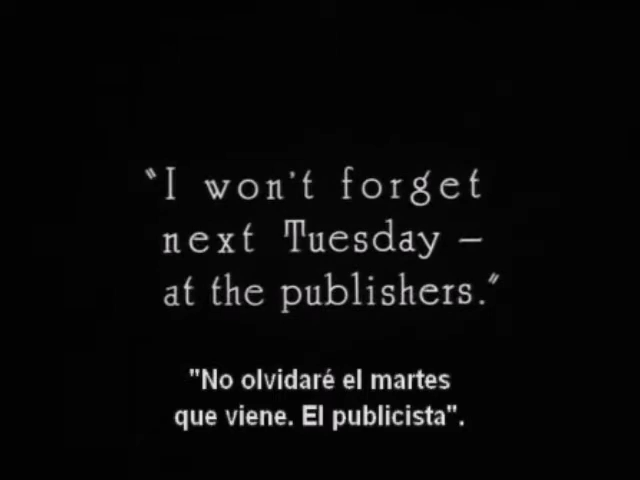 "I won't forget
next Tuesday —
at the publishers."
"No olvidaré el martes
que viene. El publicista".